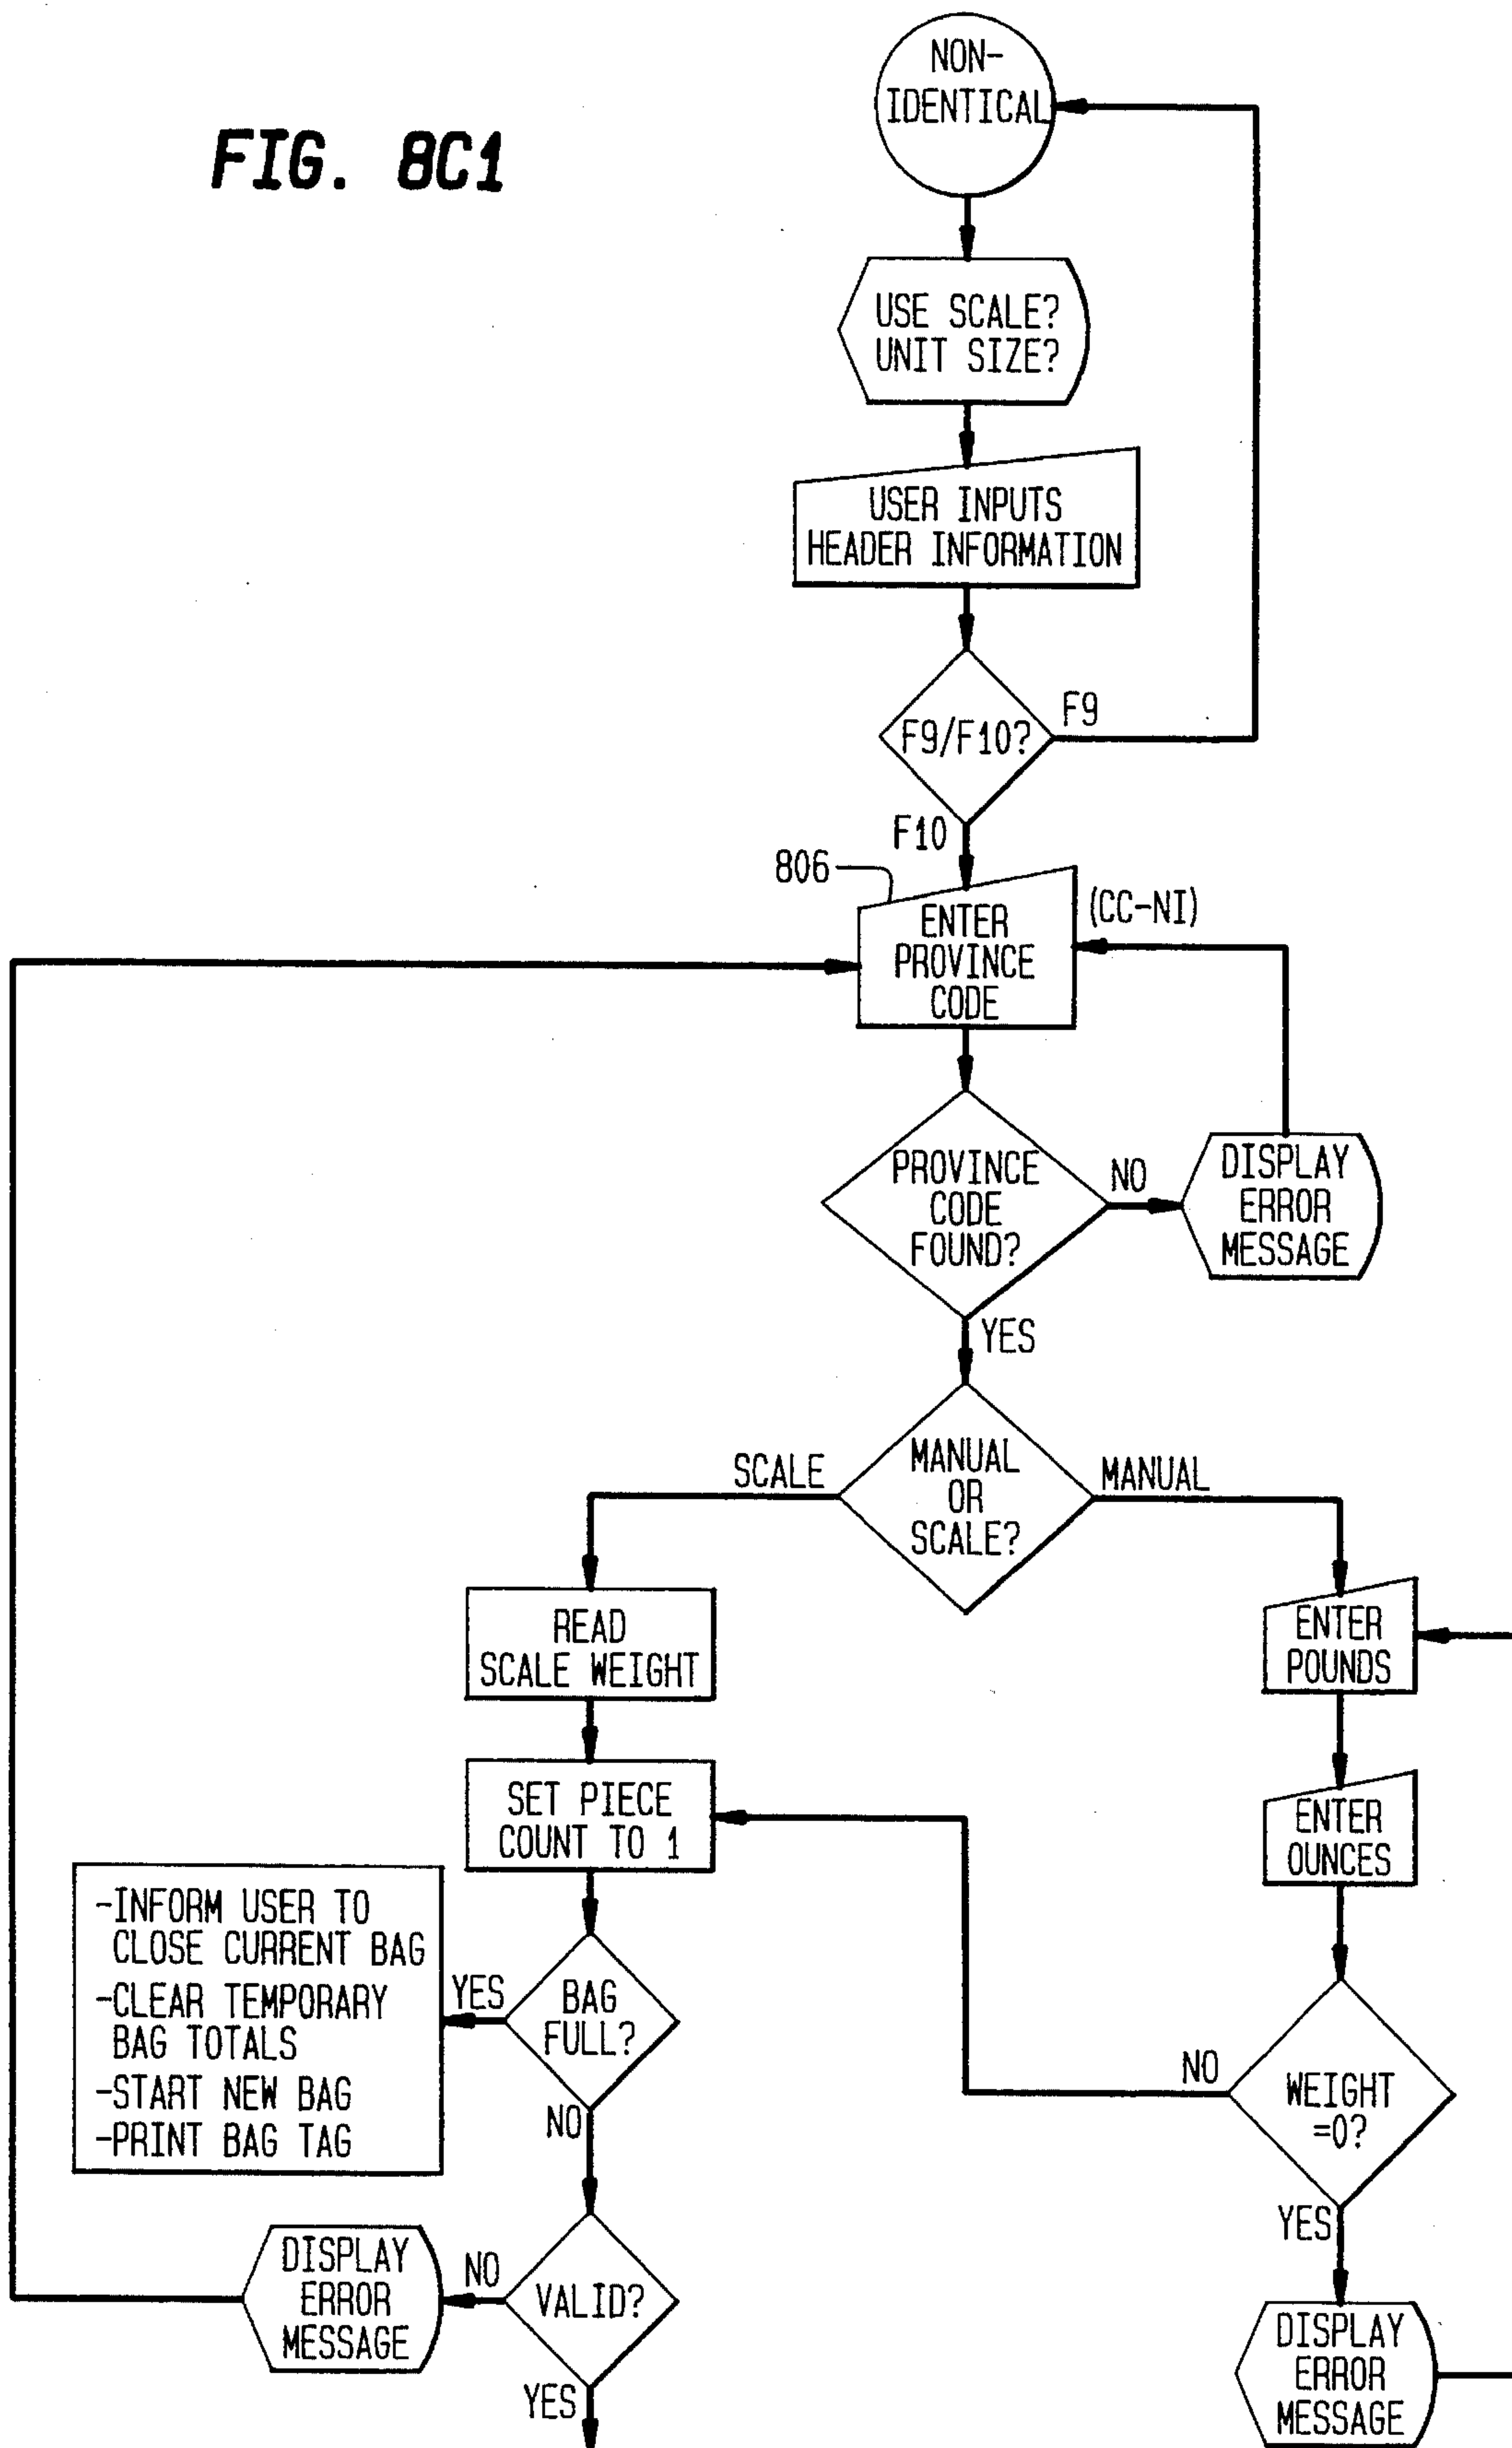 FIG. 8C1
NON-
IDENTICAL
USE SCALE?
UNIT SIZE?
USER INPUTS
HEADER INFORMATION
F9/F10?
F9
F10
806
ENTER
PROVINCE
CODE
(CC-NI)
PROVINCE
CODE
FOUND?
NO
DISPLAY
ERROR
MESSAGE
YES
MANUAL
OR
SCALE?
SCALE
MANUAL
READ
SCALE WEIGHT
ENTER
POUNDS
SET PIECE
COUNT TO 1
ENTER
OUNCES
-INFORM USER TO
CLOSE CURRENT BAG
-CLEAR TEMPORARY
BAG TOTALS
-START NEW BAG
-PRINT BAG TAG
YES
BAG
FULL?
NO
NO
WEIGHT
=0?
YES
DISPLAY
ERROR
MESSAGE
NO
VALID?
YES
DISPLAY
ERROR
MESSAGE